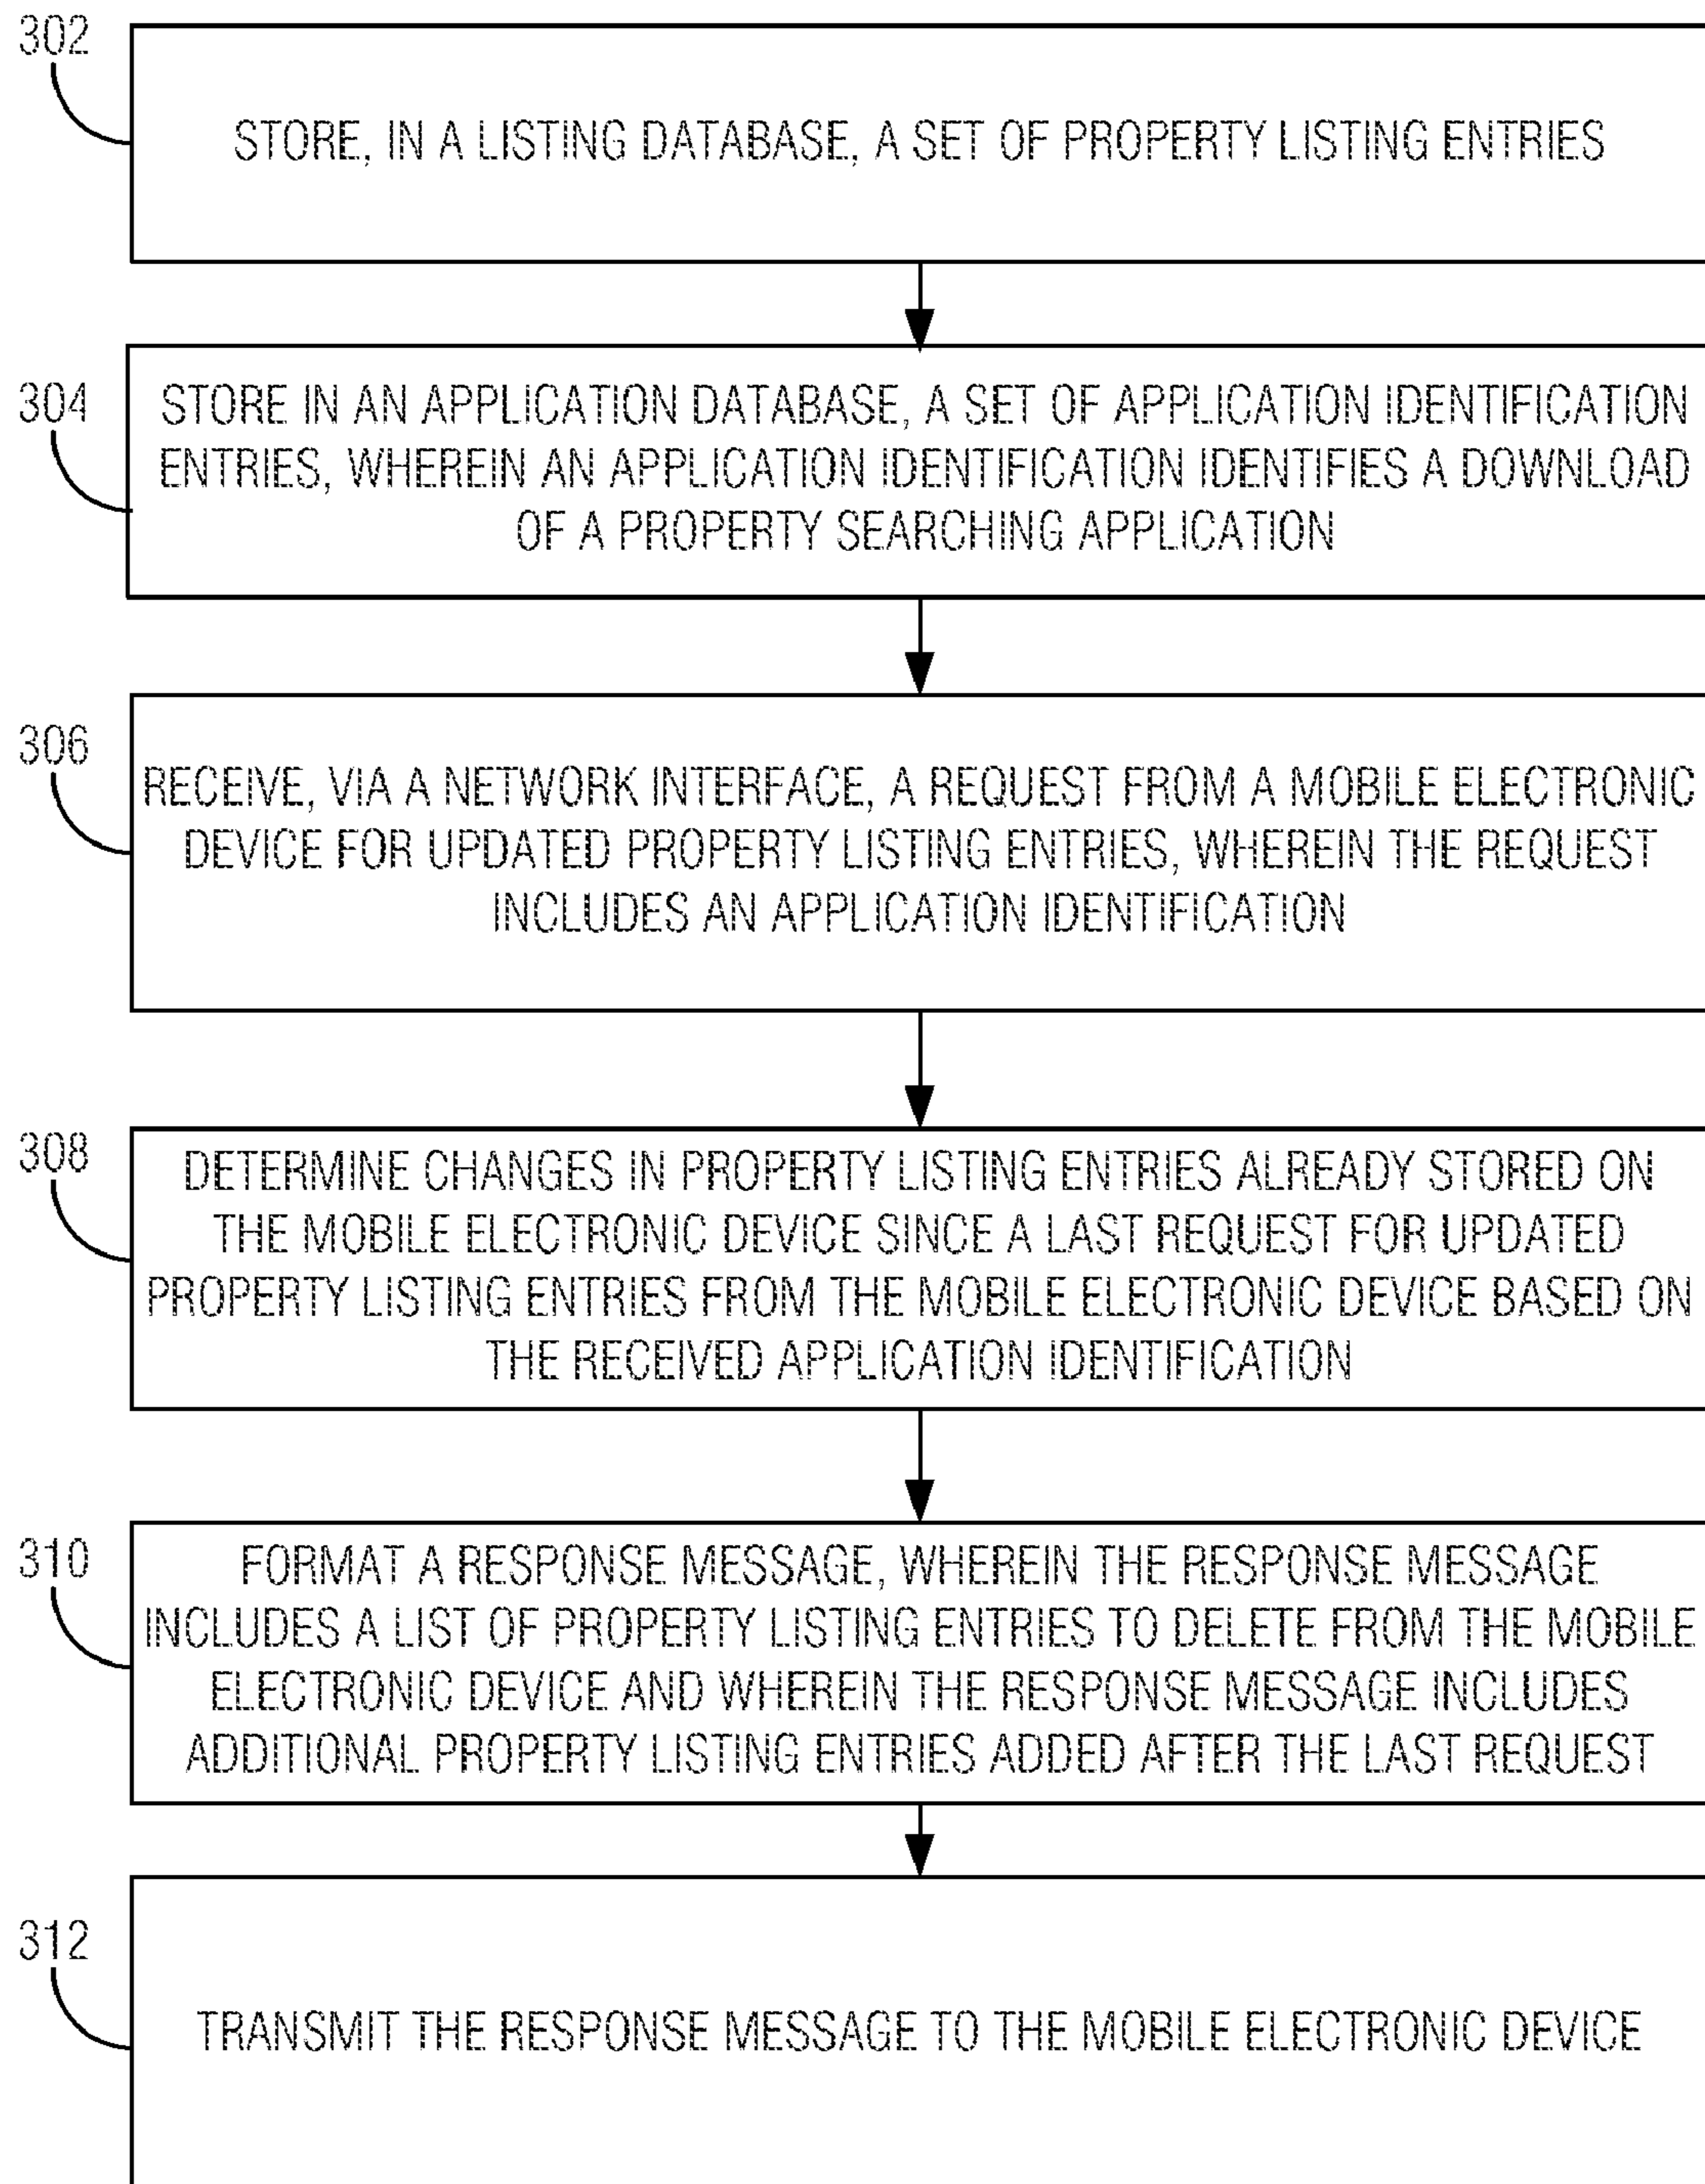 302
STORE, IN A LISTING DATABASE, A SET OF PROPERTY LISTING ENTRIES
304
STORE IN AN APPLICATION DATABASE, A SET OF APPLICATION IDENTIFICATION
ENTRIES, WHEREIN AN APPLICATION IDENTIFICATION IDENTIFIES A DOWNLOAD
OF A PROPERTY SEARCHING APPLICATION
306
RECEIVE, VIA A NETWORK INTERFACE, A REQUEST FROM A MOBILE ELECTRONIC
DEVICE FOR UPDATED PROPERTY LISTING ENTRIES, WHEREIN THE REQUEST
INCLUDES AN APPLICATION IDENTIFICATION
308
DETERMINE CHANGES IN PROPERTY LISTING ENTRIES ALREADY STORED ON
THE MOBILE ELECTRONIC DEVICE SINCE A LAST REQUEST FOR UPDATED
PROPERTY LISTING ENTRIES FROM THE MOBILE ELECTRONIC DEVICE BASED ON
THE RECEIVED APPLICATION IDENTIFICATION
310
FORMAT A RESPONSE MESSAGE, WHEREIN THE RESPONSE MESSAGE
INCLUDES A LIST OF PROPERTY LISTING ENTRIES TO DELETE FROM THE MOBILE
ELECTRONIC DEVICE AND WHEREIN THE RESPONSE MESSAGE INCLUDES
ADDITIONAL PROPERTY LISTING ENTRIES ADDED AFTER THE LAST REQUEST
312
TRANSMIT THE RESPONSE MESSAGE TO THE MOBILE ELECTRONIC DEVICE